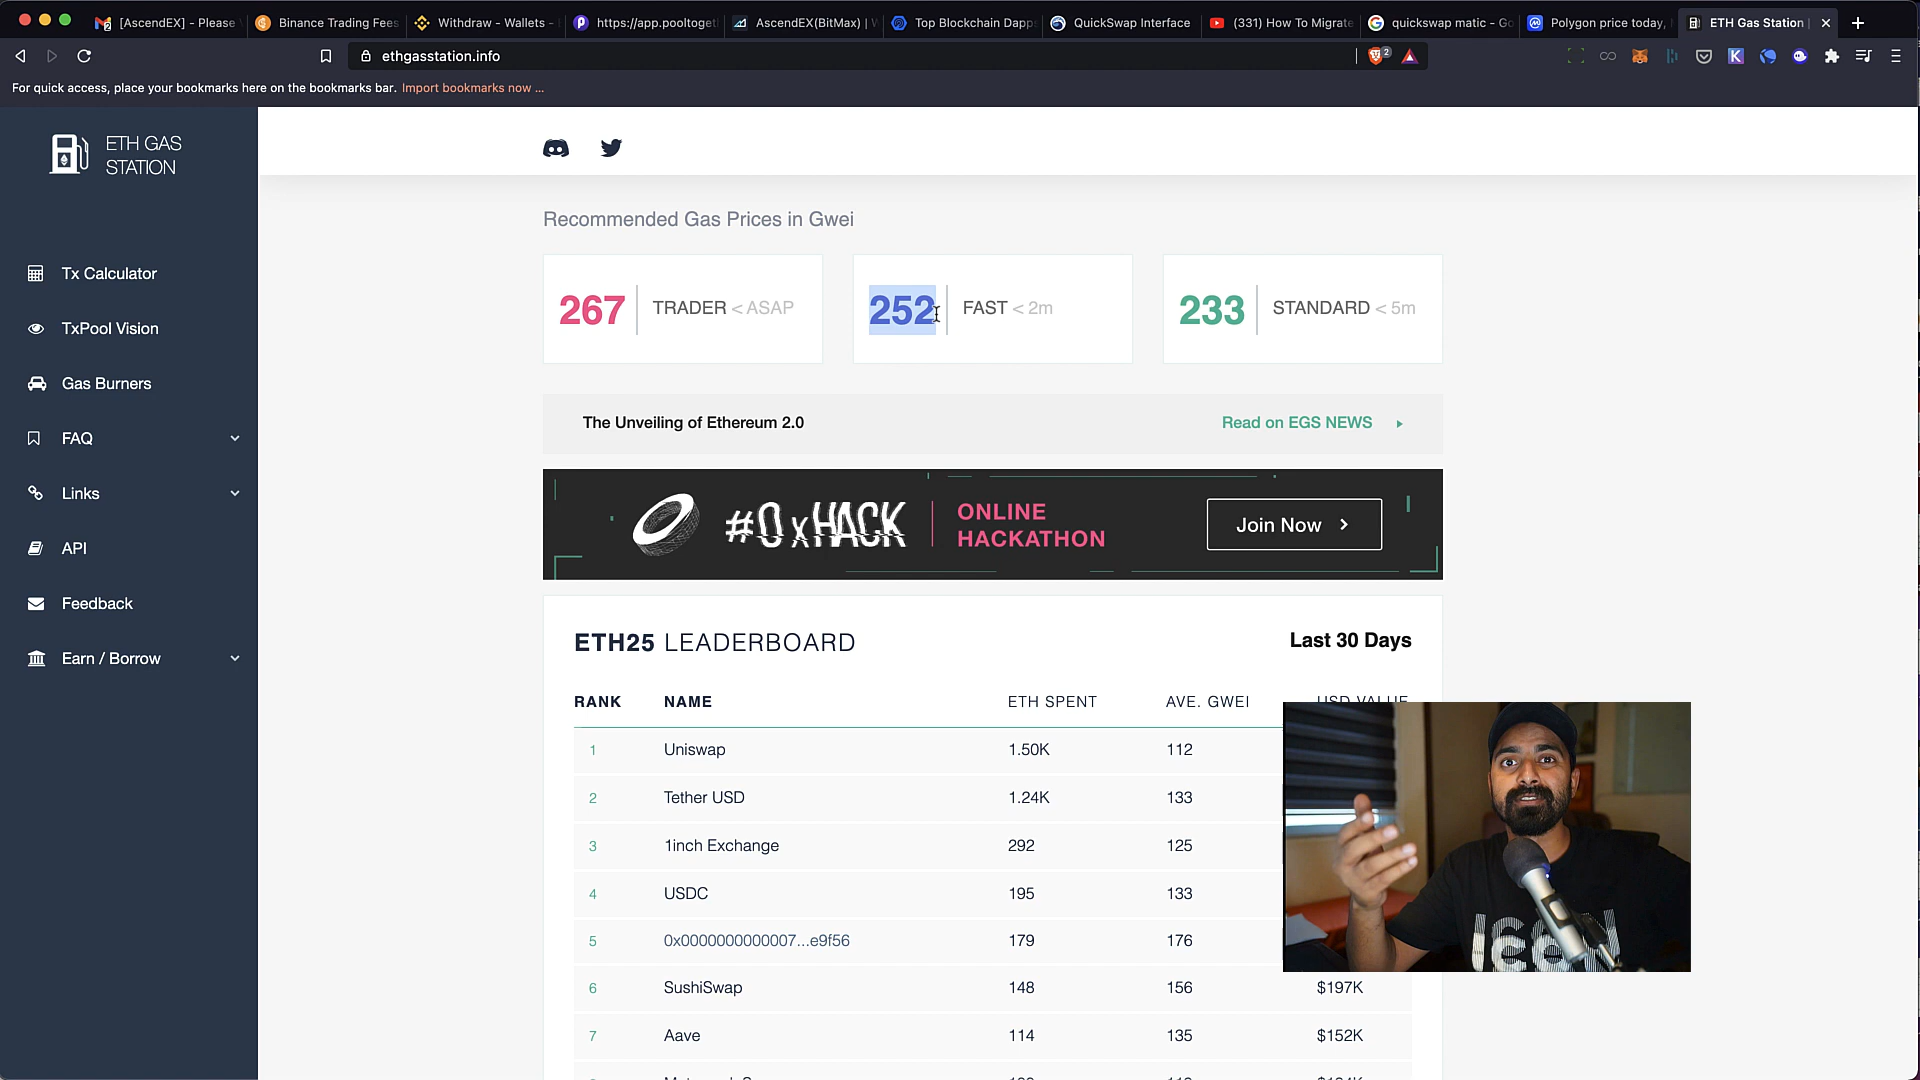 [AscendEX] - Please
Binance Trading Fees
Withdraw - Wallets -
https://app.pooltoget
AscendEX(BitMax) |
Top Blockchain Dapp
QuickSwap Interface
(331) How To Migrate
quickswap matic - Go
Polygon price today,
ETH Gas Station |
ethgasstation.info
2
For quick access, place your bookmarks here on the bookmarks bar. Import bookmarks now ...
ETH GAS
STATION
Tx Calculator
TxPool Vision
Gas Burners
FAQ
Links
API
Feedback
Earn / Borrow
Recommended Gas Prices in Gwei
267 TRADER < ASAP
252 FAST < 2m
233 STANDARD < 5m
The Unveiling of Ethereum 2.0 Read on EGS NEWS
#0xHACK
ONLINE
HACKATHON
Join Now
ETH25 LEADERBOARD Last 30 Days
RANK NAME ETH SPENT AVE. GWEI USD VALUE
1 Uniswap 1.50K 112
2 Tether USD 1.24K 133
3 1inch Exchange 292 125
4 USDC 195 133
5 0x0000000000007...e9f56 179 176
6 SushiSwap 148 156 $197K
7 Aave 114 135 $152K